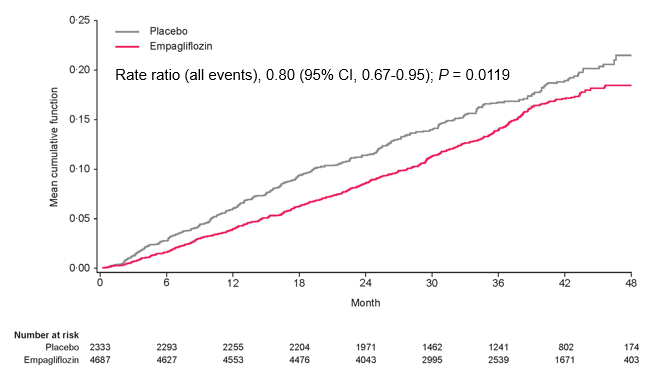 0·25
0·20
0·15
0·10
0·05
0·00
Mean cumulative function
Placebo
Empagliflozin
Rate ratio (all events), 0.80 (95% CI, 0.67-0.95); P = 0.0119
0 6 12 18 24 30 36 42 48
Month
Number at risk
Placebo 2333 2293 2255 2204 1971 1462 1241 802 174
Empagliflozin 4687 4627 4553 4476 4043 2995 2539 1671 403